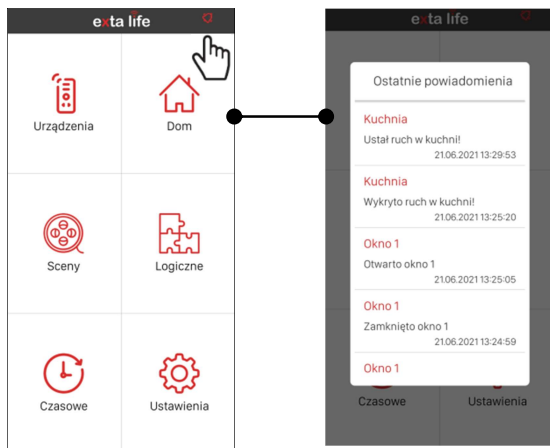 exta life
Urządzenia
Dom
Sceny
Logiczne
Czasowe
Ustawienia
exta life
Ostatnie powiadomienia
Kuchnia
Ustał ruch w kuchni!
21.06.2021 13:29:53
Kuchnia
Wykryto ruch w kuchni!
21.06.2021 13:25:20
Okno 1
Otwarto okno 1
21.06.2021 13:25:05
Okno 1
Zamknięto okno 1
21.06.2021 13:24:59
Okno 1
Czasowe
Ustawienia